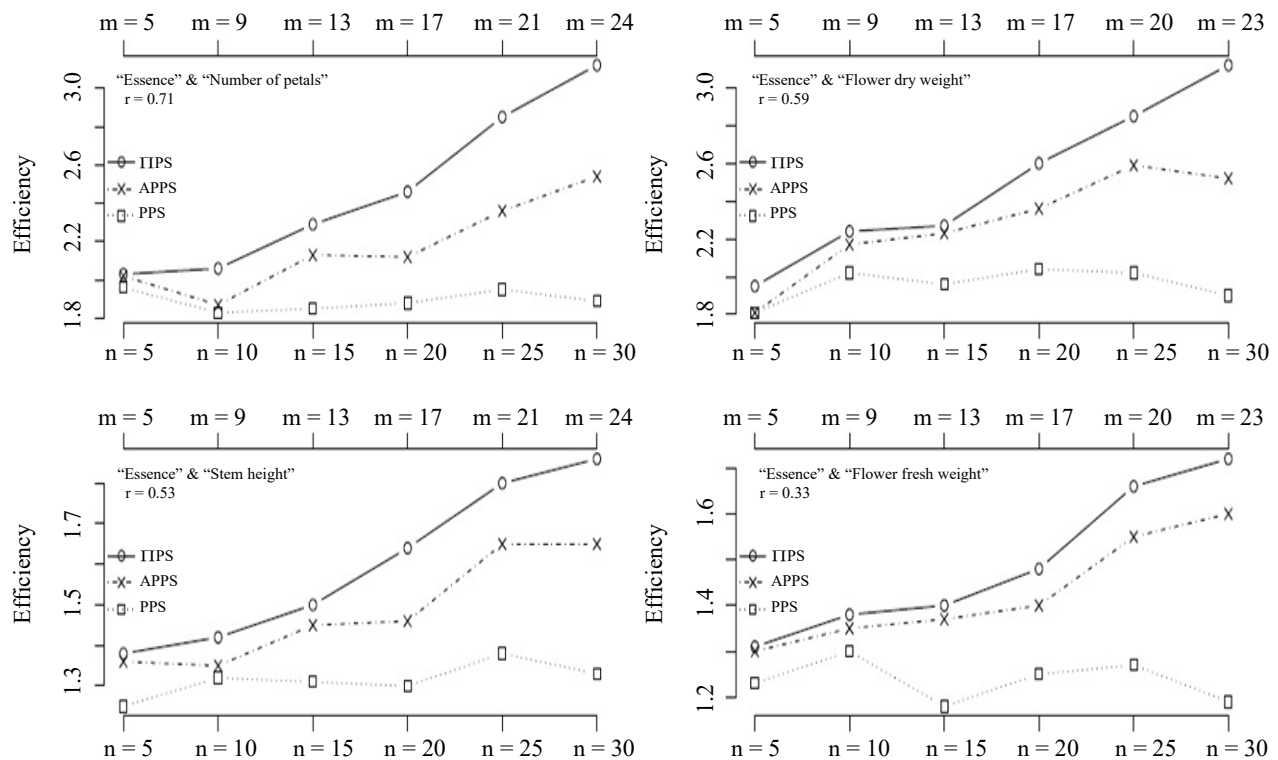 m = 5 m = 9 m = 13 m = 17 m = 21 m = 24
“Essence” & “Number of petals”
r = 0.71
Efficiency
3.0
2.6
2.2
1.8
ΠPS
APPS
PPS
n = 5 n = 10 n = 15 n = 20 n = 25 n = 30
m = 5 m = 9 m = 13 m = 17 m = 20 m = 23
“Essence” & “Flower dry weight”
r = 0.59
Efficiency
3.0
2.6
2.2
1.8
ΠPS
APPS
PPS
n = 5 n = 10 n = 15 n = 20 n = 25 n = 30
m = 5 m = 9 m = 13 m = 17 m = 21 m = 24
“Essence” & “Stem height”
r = 0.53
Efficiency
1.7
1.5
1.3
ΠPS
APPS
PPS
n = 5 n = 10 n = 15 n = 20 n = 25 n = 30
m = 5 m = 9 m = 13 m = 17 m = 20 m = 23
“Essence” & “Flower fresh weight”
r = 0.33
Efficiency
1.6
1.4
1.2
ΠPS
APPS
PPS
n = 5 n = 10 n = 15 n = 20 n = 25 n = 30